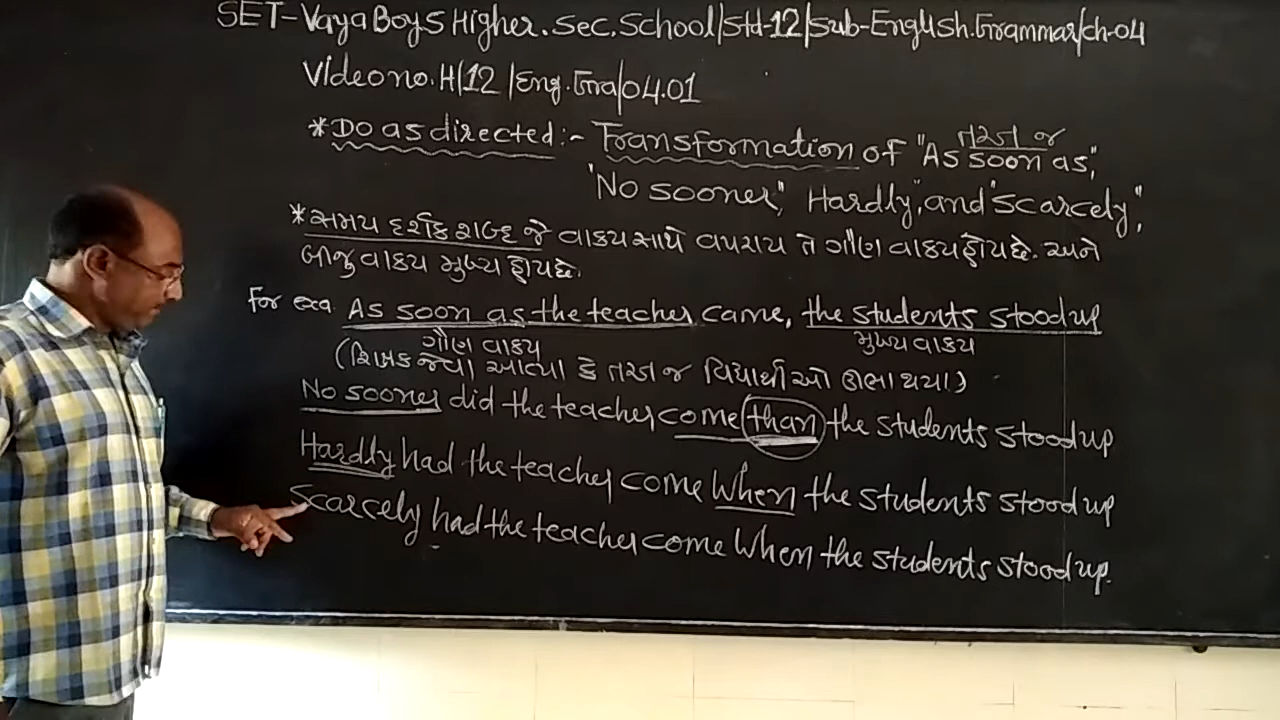 SET-Vaya Boys Higher.Sec.School/Std-12/Sub-English.Grammar/ch-04
Video no.H/12 /Eng.Gra/04.01
*Do as directed:- Transformation of "As soon as",
તરત જ
"No sooner", Hardly", and "Scarcely",
*સમય દર્શક શબ્દ જે વાક્ય સાથે વપરાય તે ગૌણ વાક્ય હોય છે. અને
બીજુ વાક્ય મુખ્ય હોય છે.
For exa. As soon as the teacher came, the students stood up
ગૌણ વાક્ય મુખ્ય વાક્ય
(શિક્ષક જેવા આવ્યા કે તરત જ વિદ્યાર્થીઓ ઊભા થયા.)
No sooner did the teacher come than the students stood up
Hardly had the teacher come when the students stood up
Scarcely had the teacher come when the students stood up.